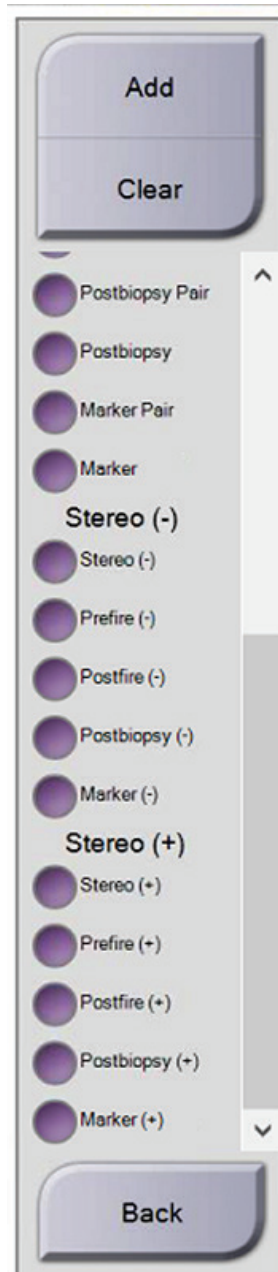 Add
Clear
Postbiopsy Pair
Postbiopsy
Marker Pair
Marker
Stereo (-)
Stereo (-)
Prefire (-)
Postfire (-)
Postbiopsy (-)
Marker (-)
Stereo (+)
Stereo (+)
Prefire (+)
Postfire (+)
Postbiopsy (+)
Marker (+)
Back